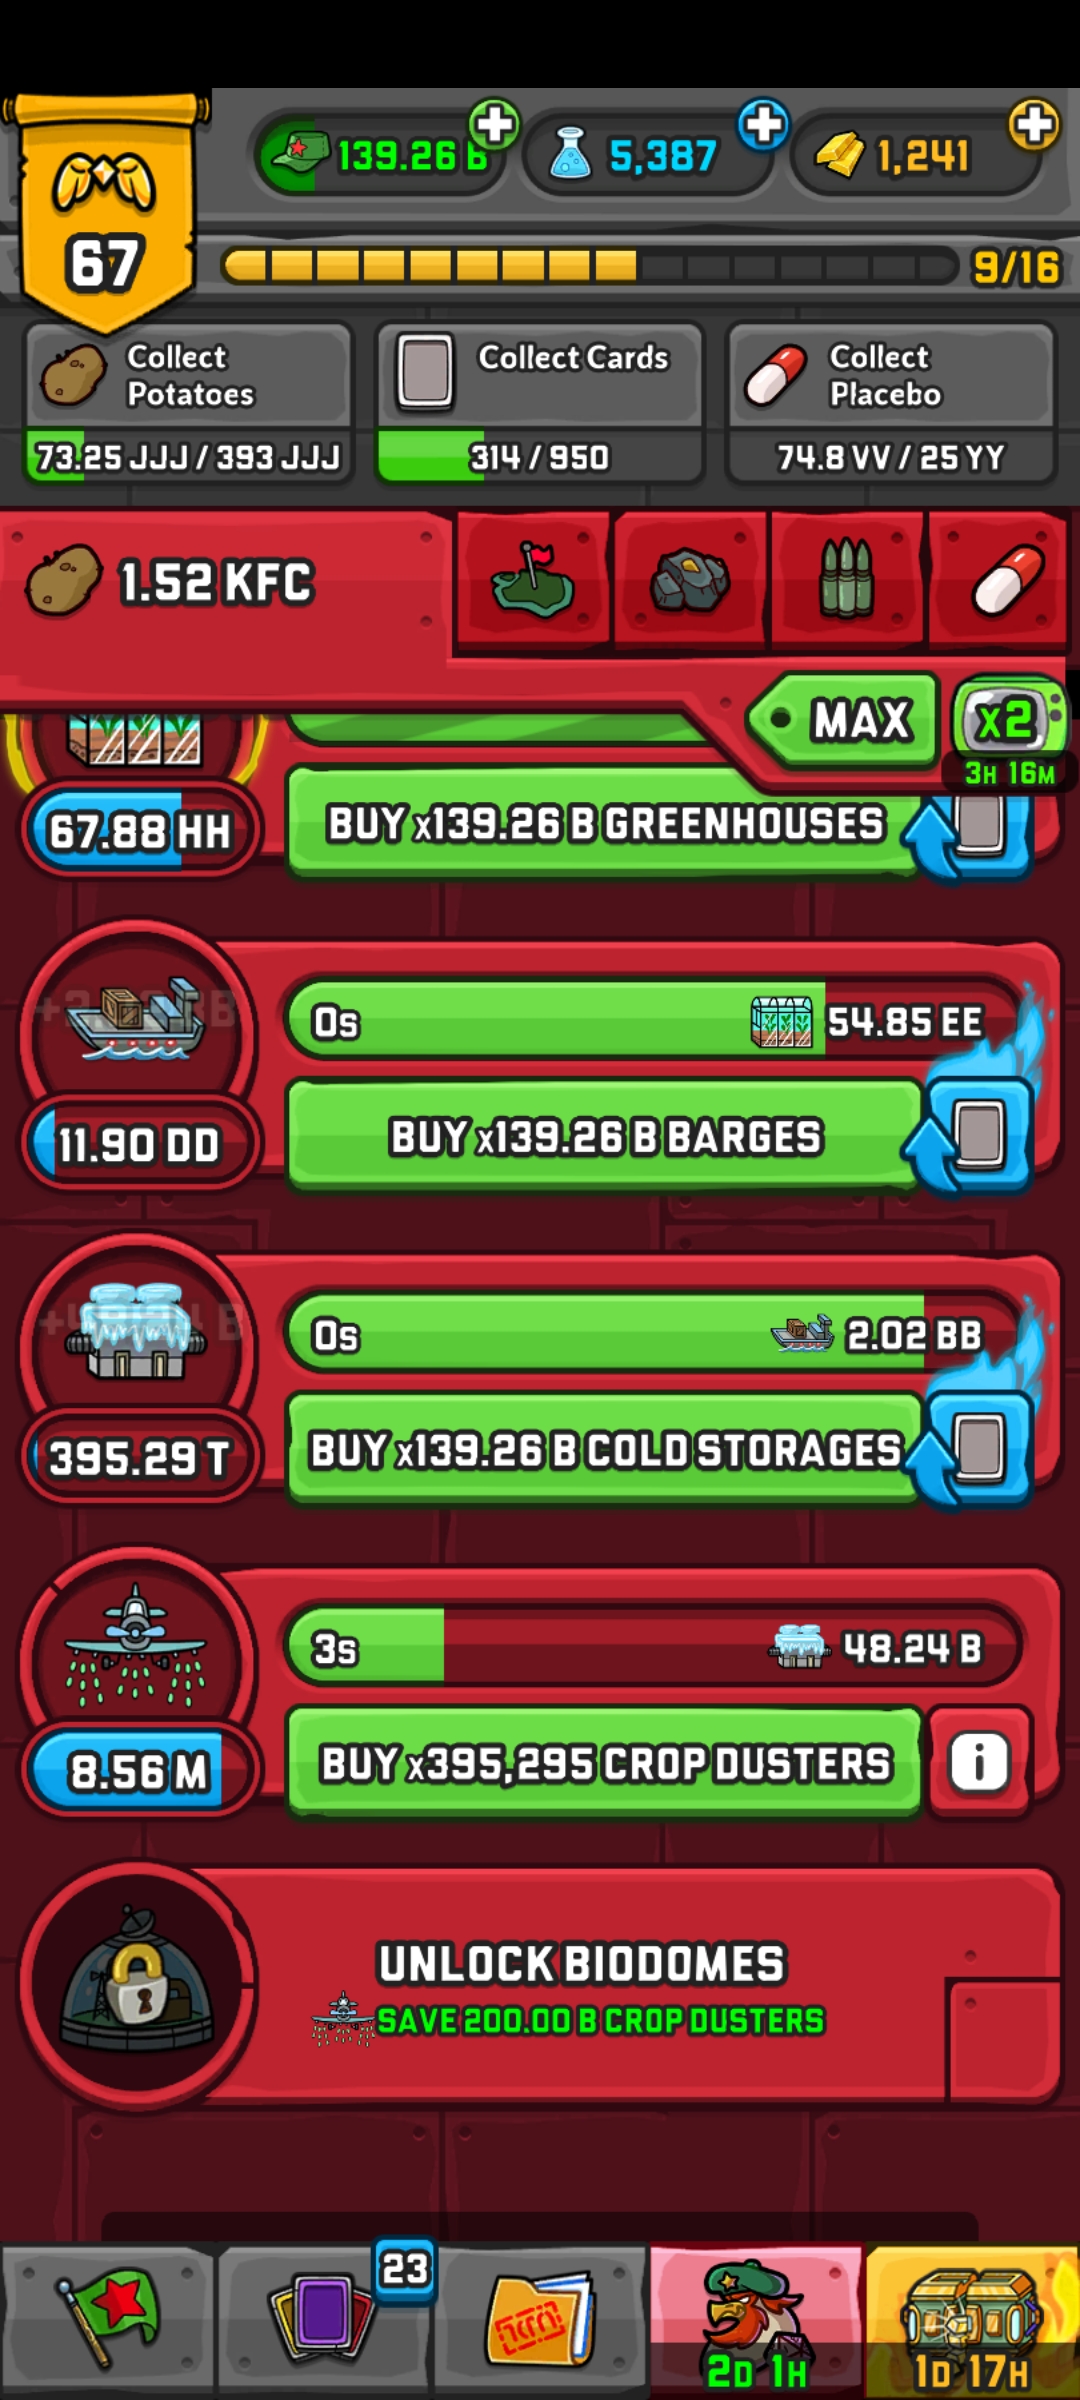 139.26 B
5,387
1,241
67
9/16
Collect
Potatoes
73.25 JJJ / 393 JJJ
Collect Cards
314 / 950
Collect
Placebo
74.8 VV / 25 YY
1.52 KFC
MAX
x2
3H 16M
67.88 HH
BUY x139.26 B GREENHOUSES
0s
54.85 EE
11.90 DD
BUY x139.26 B BARGES
0s
2.02 BB
395.29 T
BUY x139.26 B COLD STORAGES
3s
48.24 B
8.56 M
BUY x395,295 CROP DUSTERS
i
UNLOCK BIODOMES
SAVE 200.00 B CROP DUSTERS
23
2D 1H
1D 17H